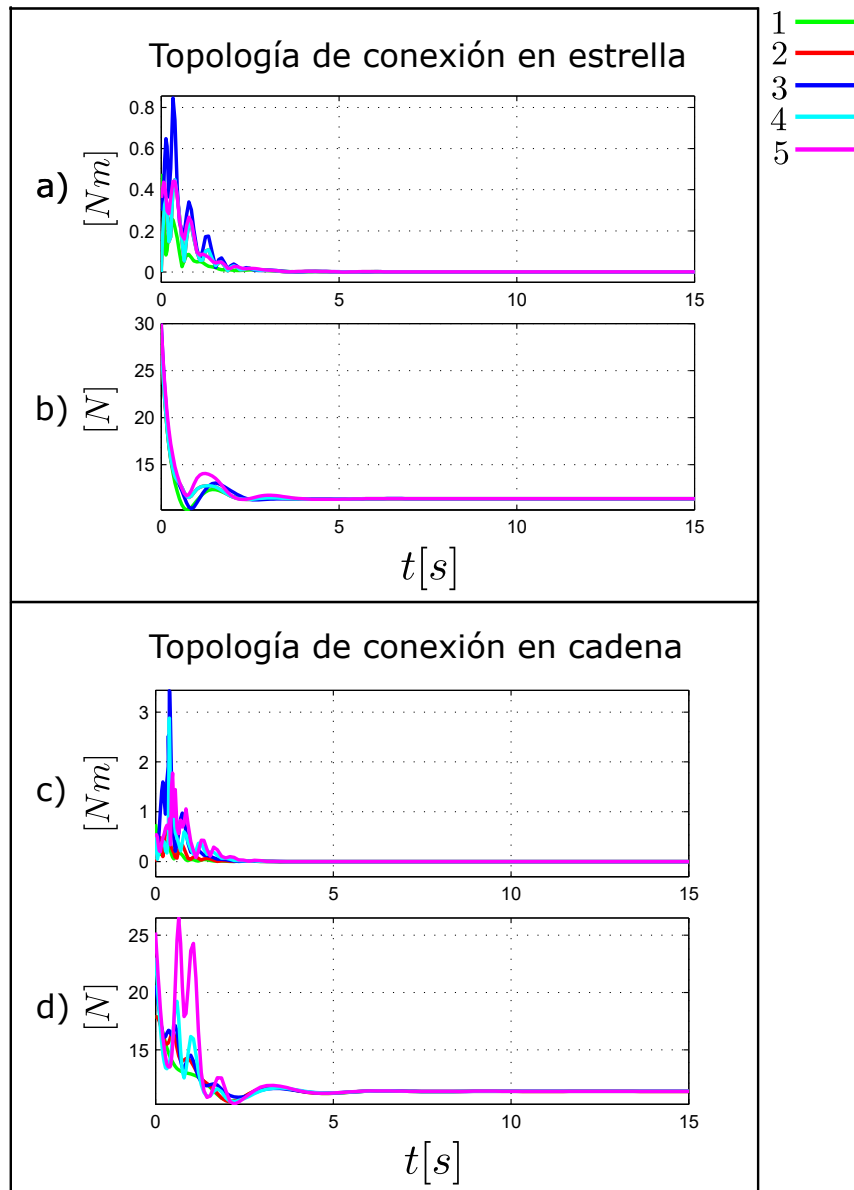 Topología de conexión en estrella
1
2
3
4
5
a)
[Nm]
0.8
0.6
0.4
0.2
0
0 5 10 15
b)
[N]
30
25
20
15
0 5 10 15
t[s]
Topología de conexión en cadena
c)
[Nm]
3
2
1
0
0 5 10 15
d)
[N]
25
20
15
0 5 10 15
t[s]